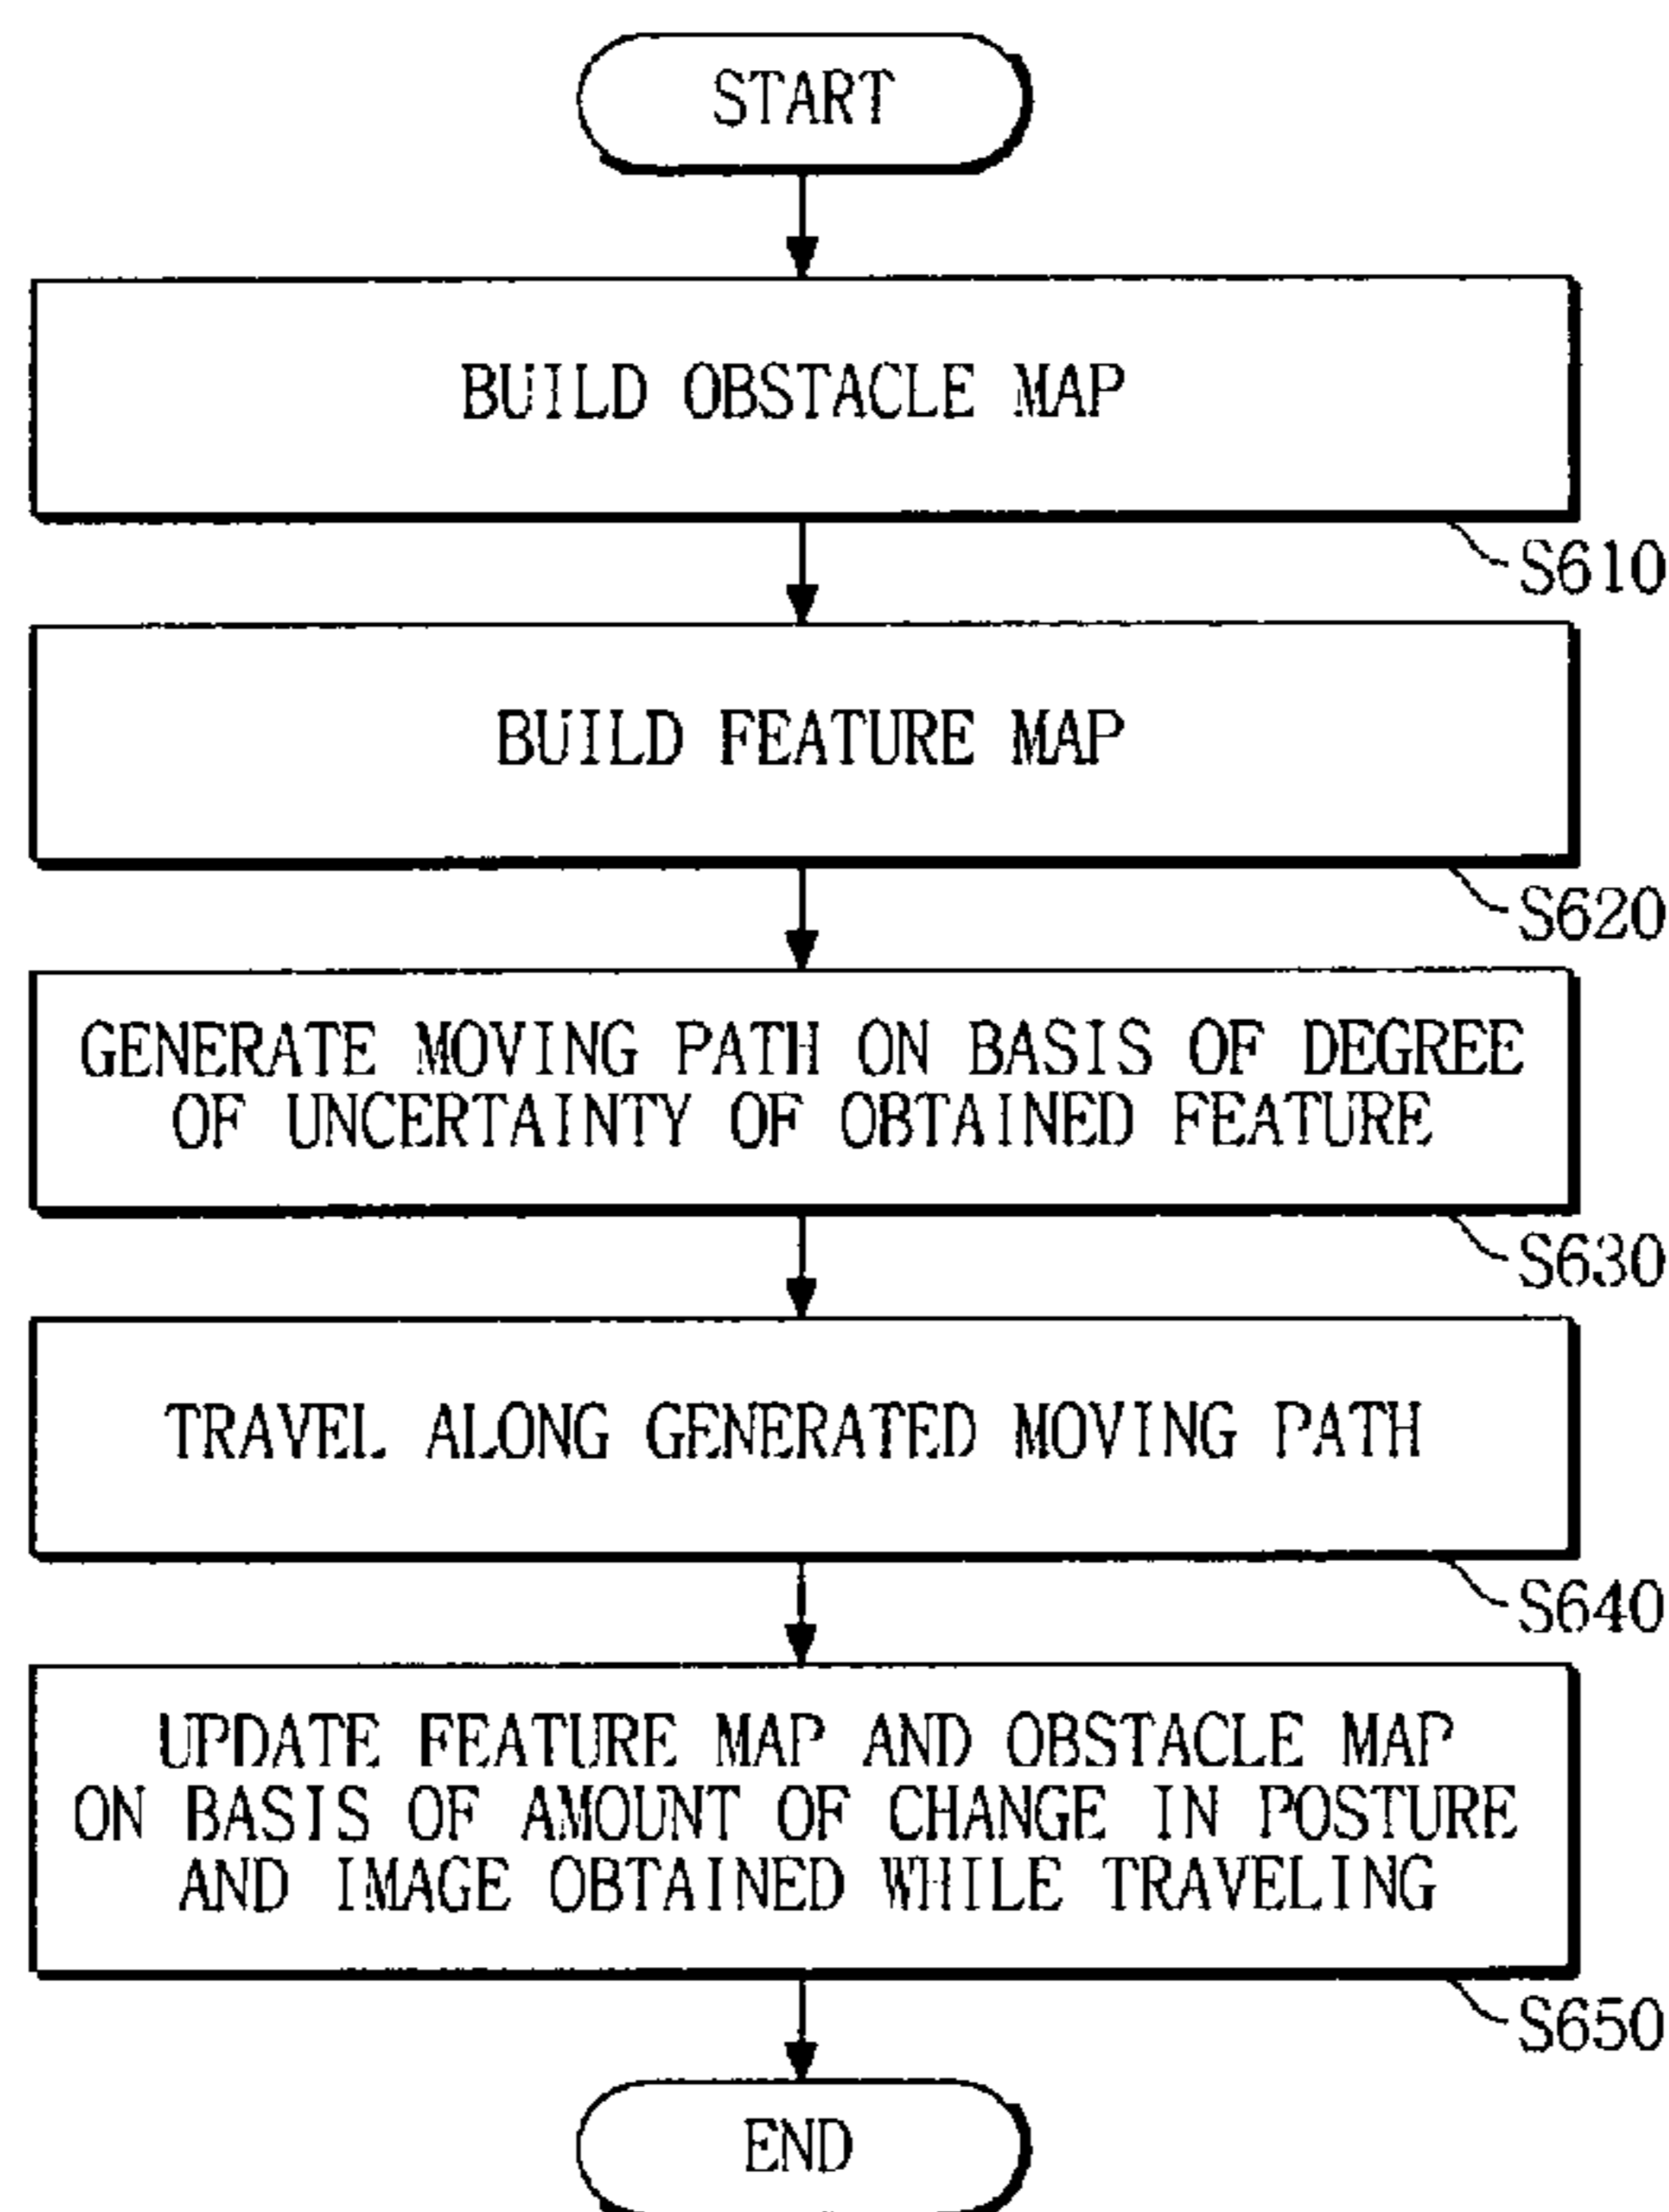 START
BUILD OBSTACLE MAP
S610
BUILD FEATURE MAP
S620
GENERATE MOVING PATH ON BASIS OF DEGREE
OF UNCERTAINTY OF OBTAINED FEATURE
S630
TRAVEL ALONG GENERATED MOVING PATH
S640
UPDATE FEATURE MAP AND OBSTACLE MAP
ON BASIS OF AMOUNT OF CHANGE IN POSTURE
AND IMAGE OBTAINED WHILE TRAVELING
S650
END